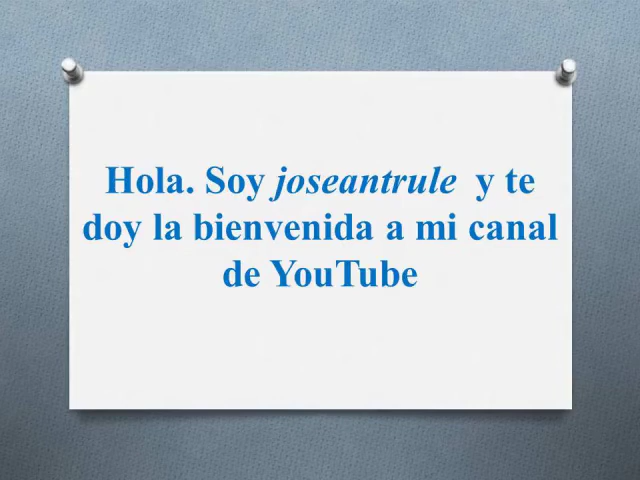 Hola. Soy joseantrule y te
doy la bienvenida a mi canal
de YouTube